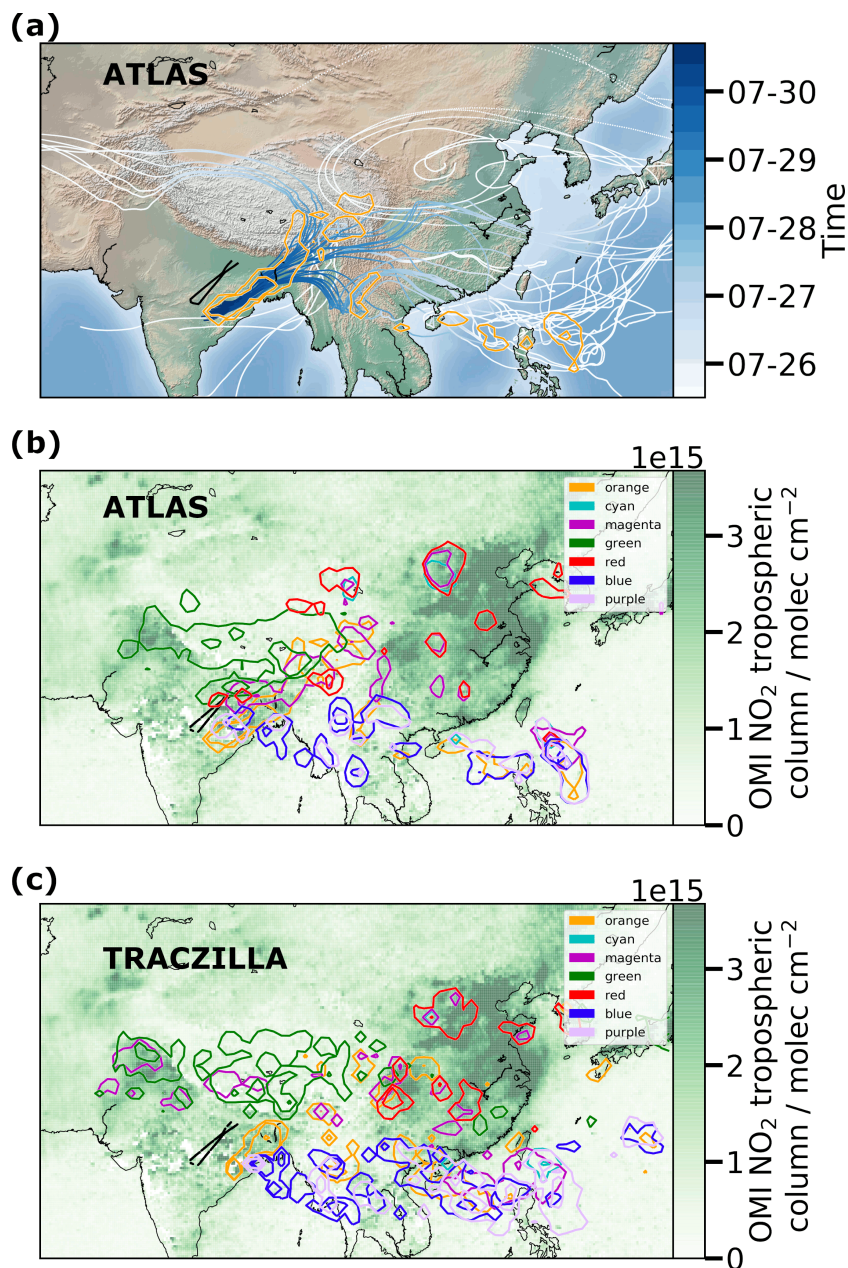 (a)
ATLAS
07-30
07-29
07-28
07-27
07-26
Time
(b)
1e15
ATLAS
orange
cyan
magenta
green
red
blue
purple
3
2
1
0
OMI NO₂ tropospheric
column / molec cm⁻²
(c)
1e15
TRACZILLA
orange
cyan
magenta
green
red
blue
purple
3
2
1
0
OMI NO₂ tropospheric
column / molec cm⁻²